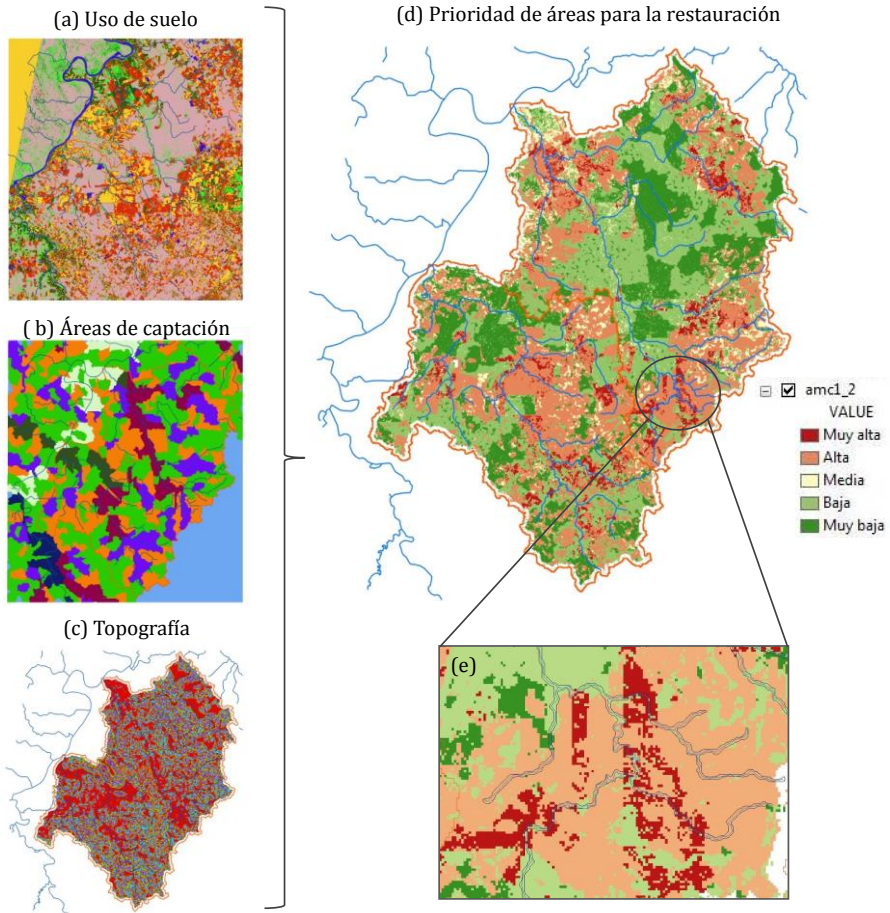 (a) Uso de suelo
( b) Áreas de captación
(c) Topografía
(d) Prioridad de áreas para la restauración
amc1_2
VALUE
Muy alta
Alta
Media
Baja
Muy baja
(e)